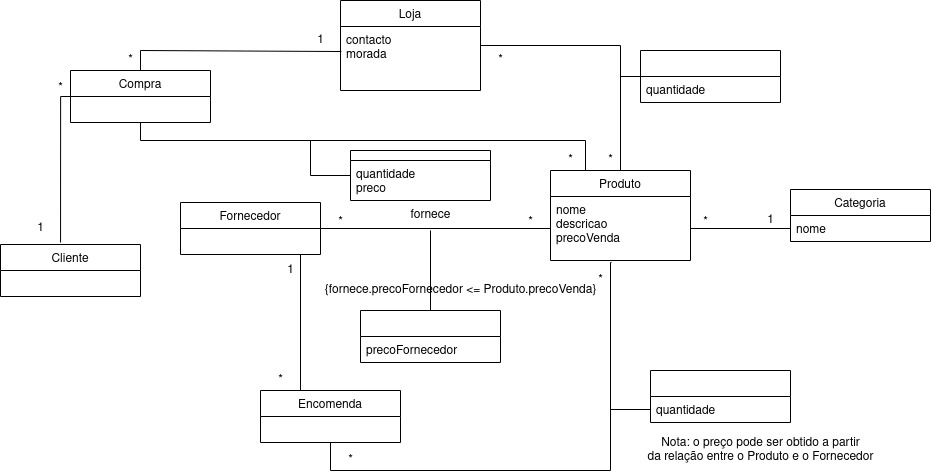 Loja
contacto
morada
1
*
*
quantidade
*
Compra
*
*
quantidade
preco
Produto
nome
descricao
precoVenda
Categoria
nome
*
1
Fornecedor
*
fornece
*
1
Cliente
1
*
{fornece.precoFornecedor <= Produto.precoVenda}
precoFornecedor
*
Encomenda
*
quantidade
Nota: o preço pode ser obtido a partir
da relação entre o Produto e o Fornecedor